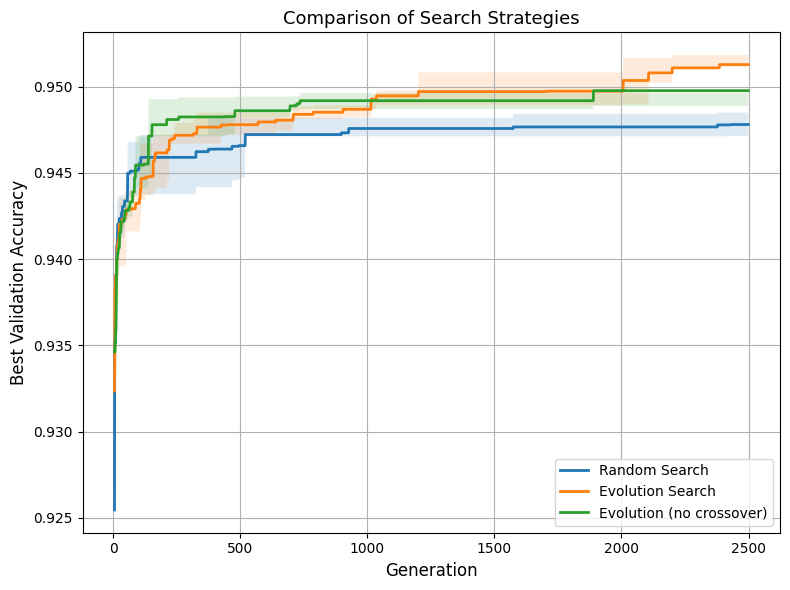 Comparison of Search Strategies
Best Validation Accuracy
0.950
0.945
0.940
0.935
0.930
0.925
0
500
1000
1500
2000
2500
Generation
Random Search
Evolution Search
Evolution (no crossover)